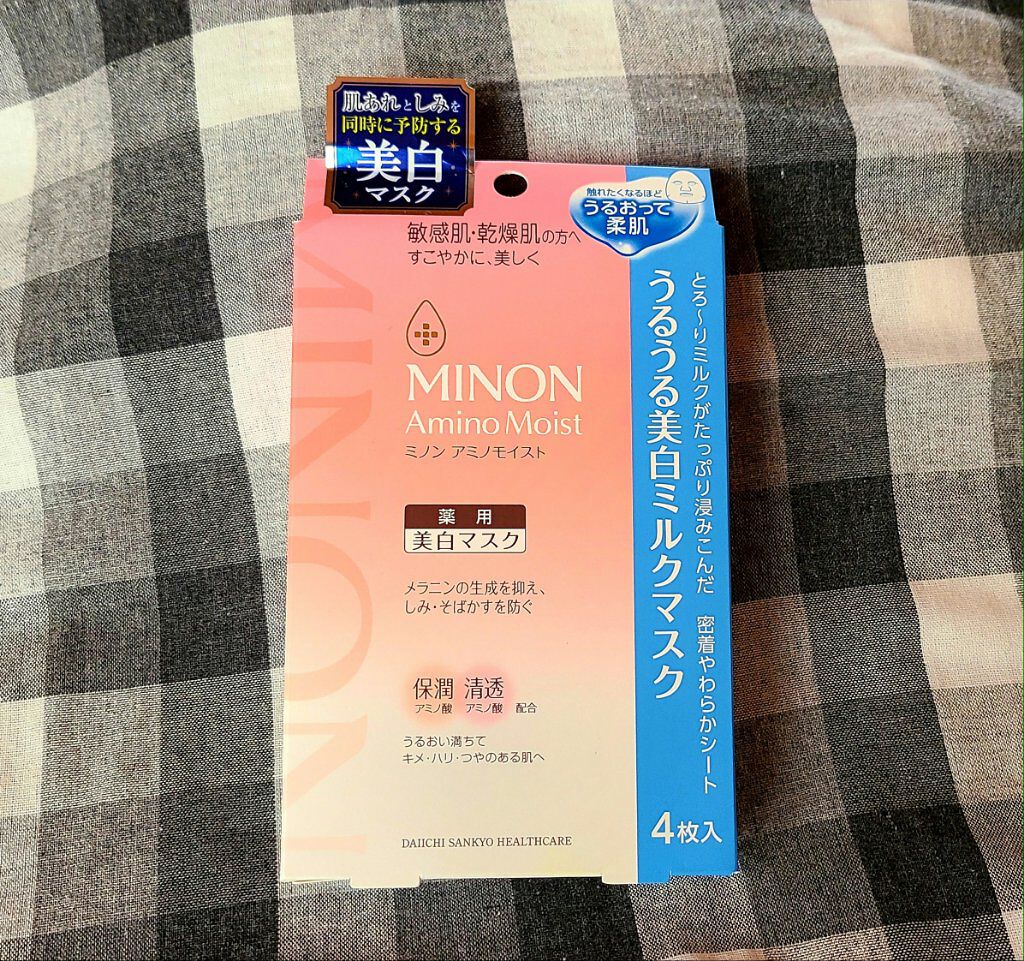 肌あれとしみを
同時に予防する
美白
マスク
触れたくなるほど
うるおって
柔肌
敏感肌・乾燥肌の方へ
すこやかに、美しく
MINON
Amino Moist
ミノン アミノモイスト
薬用
美白マスク
メラニンの生成を抑え、
しみ・そばかすを防ぐ
保潤 清透
アミノ酸 アミノ酸 配合
うるおい満ちて
キメ・ハリ・つやのある肌へ
DAIICHI SANKYO HEALTHCARE
MINON
とろ〜りミルクがたっぷり浸みこんだ 密着やわらかシート
うるうる美白ミルクマスク
4枚入